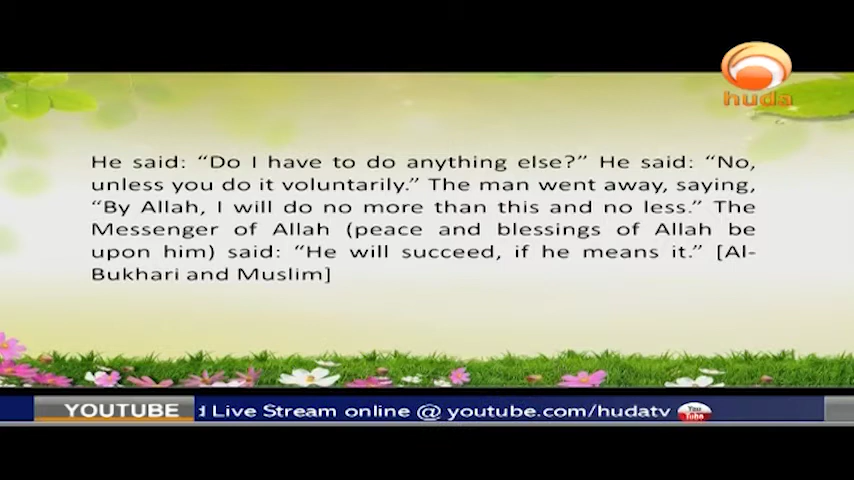 huda
He said: “Do I have to do anything else?” He said: “No,
unless you do it voluntarily.” The man went away, saying,
“By Allah, I will do no more than this and no less.” The
Messenger of Allah (peace and blessings of Allah be
upon him) said: “He will succeed, if he means it.” [Al-
Bukhari and Muslim]
YOUTUBE d Live Stream online @ youtube.com/hudatv You Tube